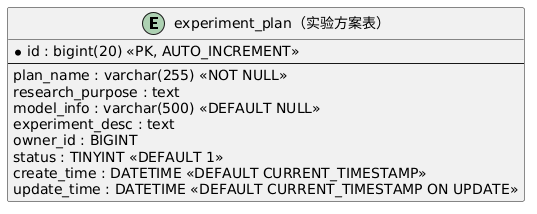 E experiment_plan（实验方案表）
id : bigint(20) «PK, AUTO_INCREMENT»
plan_name : varchar(255) «NOT NULL»
research_purpose : text
model_info : varchar(500) «DEFAULT NULL»
experiment_desc : text
owner_id : BIGINT
status : TINYINT «DEFAULT 1»
create_time : DATETIME «DEFAULT CURRENT_TIMESTAMP»
update_time : DATETIME «DEFAULT CURRENT_TIMESTAMP ON UPDATE»